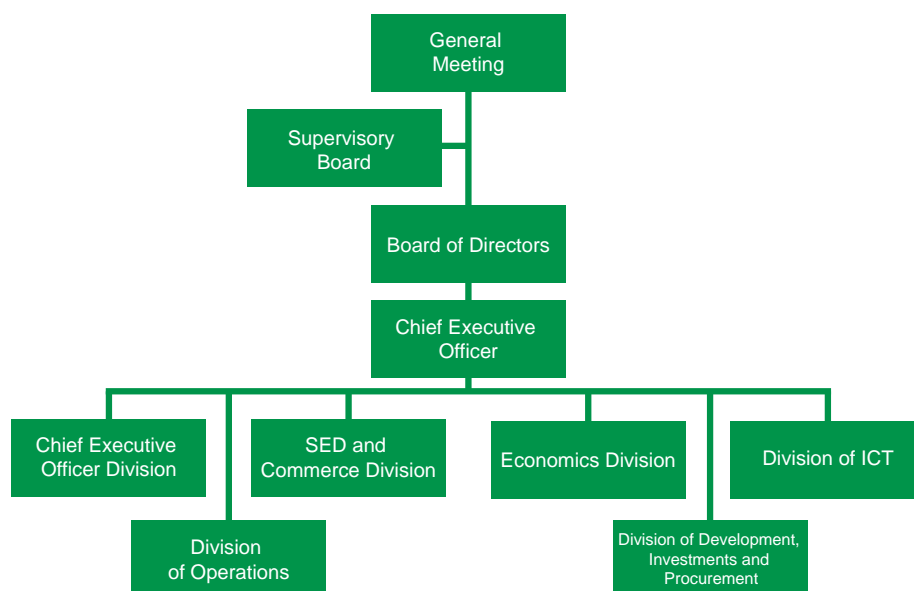 General
Meeting
Supervisory
Board
Board of Directors
Chief Executive
Officer
Chief Executive
Officer Division
SED and
Commerce Division
Economics Division
Division of ICT
Division
of Operations
Division of Development,
Investments and
Procurement